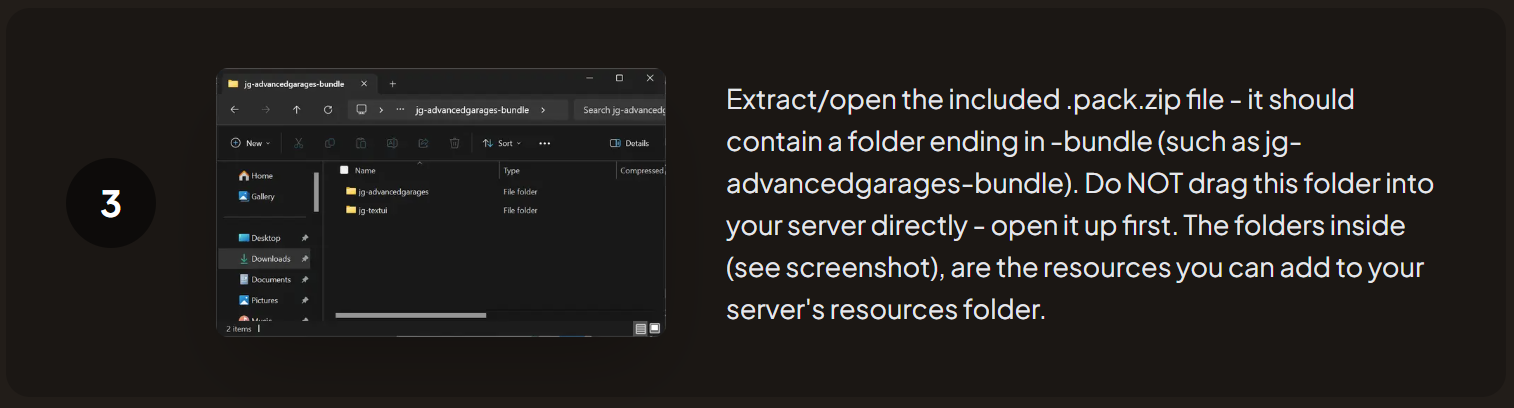 3
jg-advancedgarages-bundle
jg-advancedgarages-bundle
Search jg-advancedg
New
Sort
Details
Name
Type
Compressed
jg-advancedgarages
File folder
jg-textui
File folder
Home
Gallery
Desktop
Downloads
Documents
Pictures
Music
2 items
Extract/open the included .pack.zip file - it should
contain a folder ending in -bundle (such as jg-
advancedgarages-bundle). Do NOT drag this folder into
your server directly - open it up first. The folders inside
(see screenshot), are the resources you can add to your
server's resources folder.